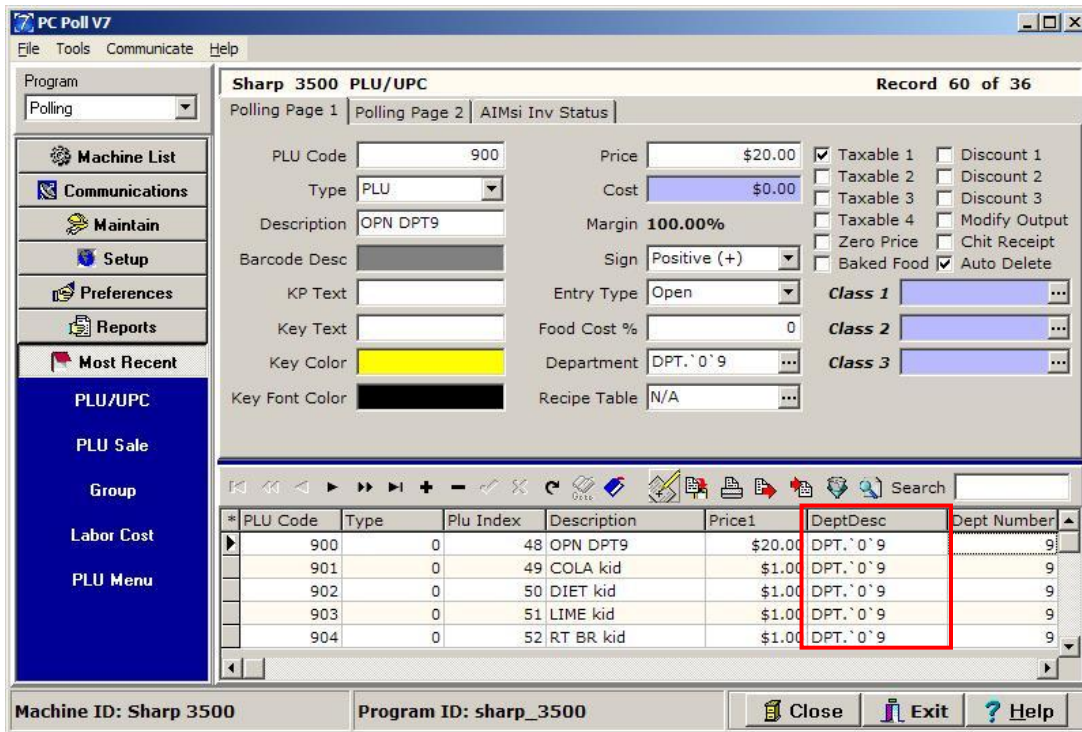 PC Poll V7
File Tools Communicate Help
Program
Polling
Machine List
Communications
Maintain
Setup
Preferences
Reports
Most Recent
PLU/UPC
PLU Sale
Group
Labor Cost
PLU Menu
Sharp 3500 PLU/UPC Record 60 of 36
Polling Page 1 Polling Page 2 AIMsi Inv Status
PLU Code 900
Type PLU
Description OPN DPT9
Barcode Desc
KP Text
Key Text
Key Color
Key Font Color
Price $20.00
Cost $0.00
Margin 100.00%
Sign Positive (+)
Entry Type Open
Food Cost % 0
Department DPT.`0`9
Recipe Table N/A
Taxable 1 Discount 1
Taxable 2 Discount 2
Taxable 3 Discount 3
Taxable 4 Modify Output
Zero Price Chit Receipt
Baked Food Auto Delete
Class 1
Class 2
Class 3
Search
* PLU Code Type Plu Index Description Price1 DeptDesc Dept Number
900 0 48 OPN DPT9 $20.00 DPT.`0`9 9
901 0 49 COLA kid $1.00 DPT.`0`9 9
902 0 50 DIET kid $1.00 DPT.`0`9 9
903 0 51 LIME kid $1.00 DPT.`0`9 9
904 0 52 RT BR kid $1.00 DPT.`0`9 9
Machine ID: Sharp 3500 Program ID: sharp_3500 Close Exit Help